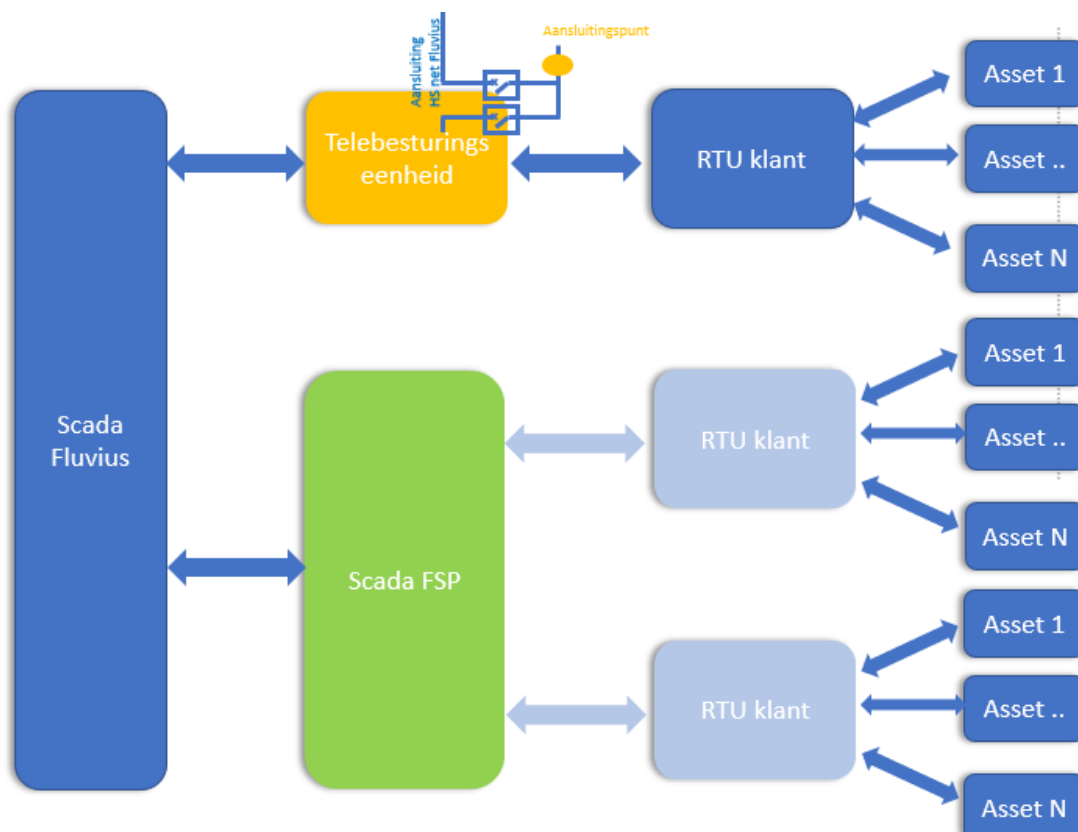 Aansluitingspunt
Aansluiting
HS net Fluvius
Asset 1
Telebesturings
eenheid
RTU klant
Asset ..
Asset N
Asset 1
Scada
Fluvius
RTU klant
Asset ..
Asset N
Scada FSP
Asset 1
RTU klant
Asset ..
Asset N